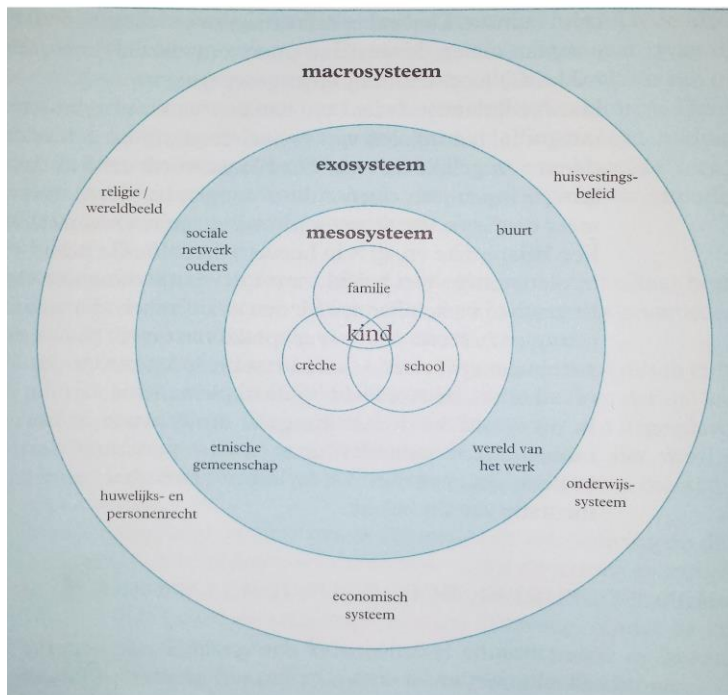 macrosysteem
exosysteem
religie /
wereldbeeld
huisvestings-
beleid
sociale
netwerk
ouders
mesosysteem
buurt
familie
kind
crèche
school
etnische
gemeenschap
wereld van
het werk
huwelijks- en
personenrecht
onderwijs-
systeem
economisch
systeem